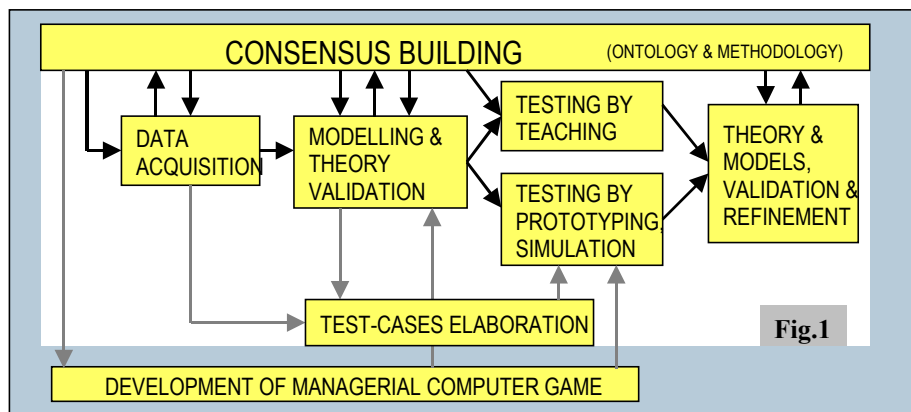 CONSENSUS BUILDING (ONTOLOGY & METHODOLOGY)
DATA
ACQUISITION
MODELLING &
THEORY
VALIDATION
TESTING BY
TEACHING
TESTING BY
PROTOTYPING,
SIMULATION
THEORY &
MODELS,
VALIDATION &
REFINEMENT
TEST-CASES ELABORATION
Fig.1
DEVELOPMENT OF MANAGERIAL COMPUTER GAME